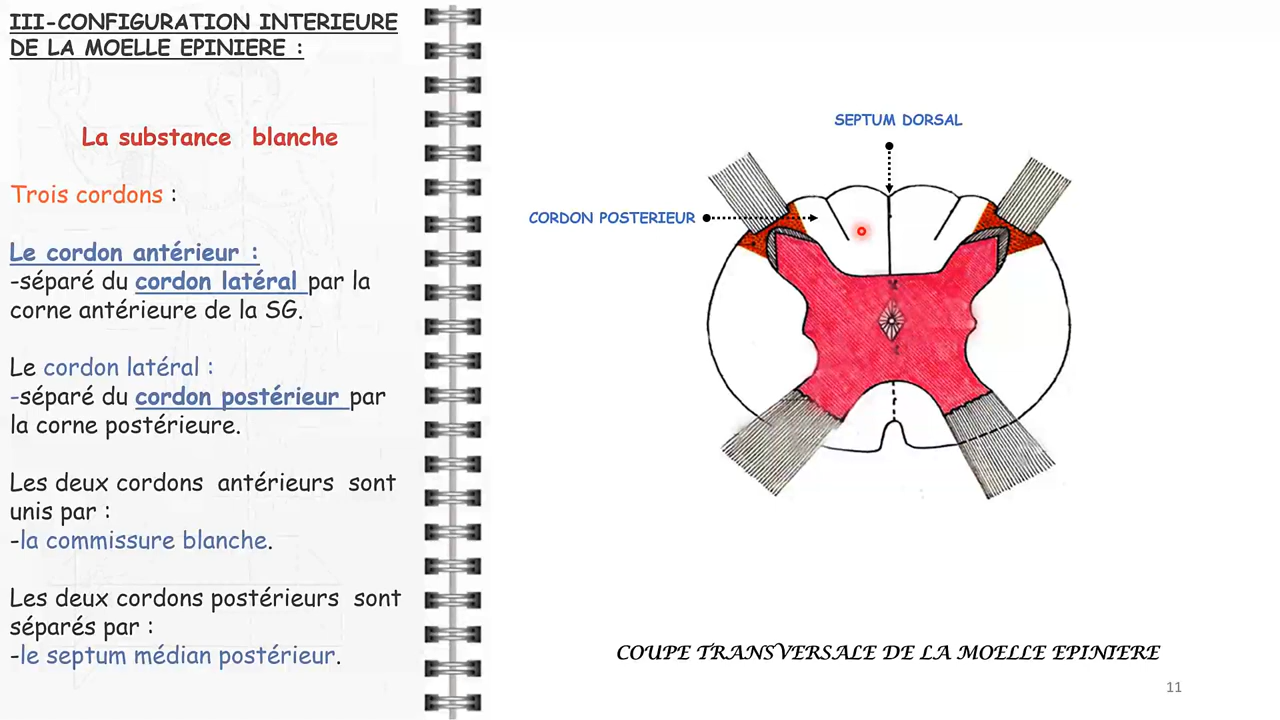 III-CONFIGURATION INTERIEURE
DE LA MOELLE EPINIERE :
La substance blanche
Trois cordons :
Le cordon antérieur :
-séparé du cordon latéral par la
corne antérieure de la SG.
Le cordon latéral :
-séparé du cordon postérieur par
la corne postérieure.
Les deux cordons antérieurs sont
unis par :
-la commissure blanche.
Les deux cordons postérieurs sont
séparés par :
-le septum médian postérieur.
SEPTUM DORSAL
CORDON POSTERIEUR
COUPE TRANSVERSALE DE LA MOELLE EPINIERE
11